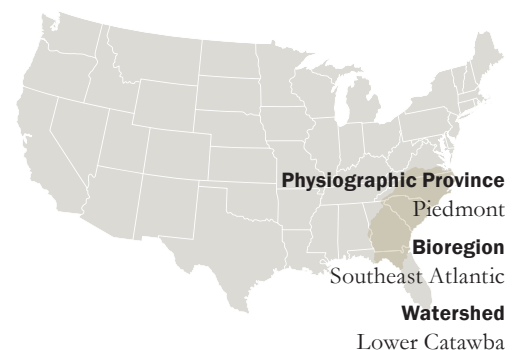 Physiographic Province
Piedmont
Bioregion
Southeast Atlantic
Watershed
Lower Catawba